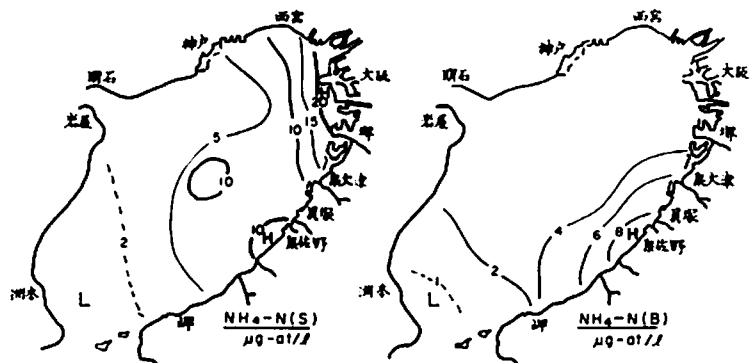 西宮
神戸
明石
大阪
岩屋
20
堺
5
10
15
泉大津
10
貝塚
10
H
泉佐野
2
洲本
L
岬
NH4-N(S)
μg-at/l
西宮
神戸
明石
大阪
岩屋
堺
泉大津
貝塚
4
6
8
H
泉佐野
2
1
洲本
L
岬
NH4-N(B)
μg-at/l